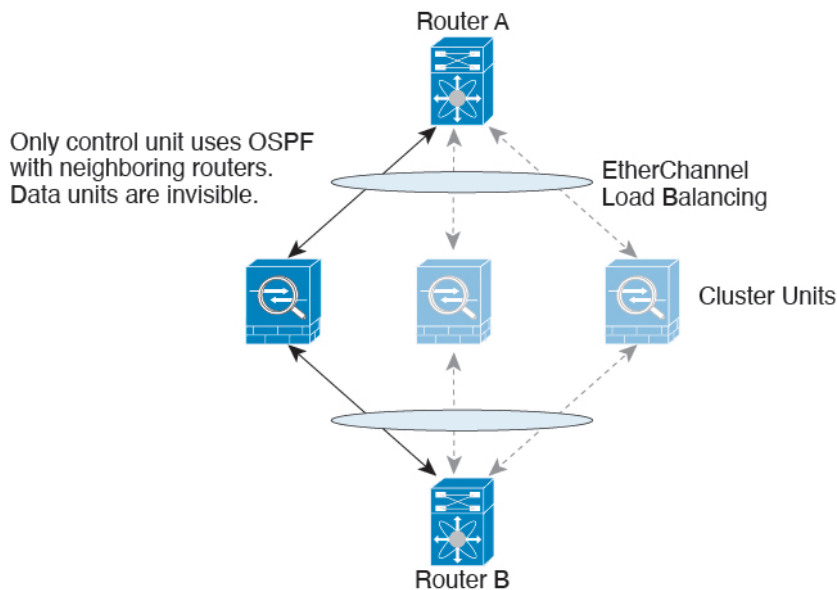 Router A
Only control unit uses OSPF
with neighboring routers.
Data units are invisible.
EtherChannel
Load Balancing
Cluster Units
Router B